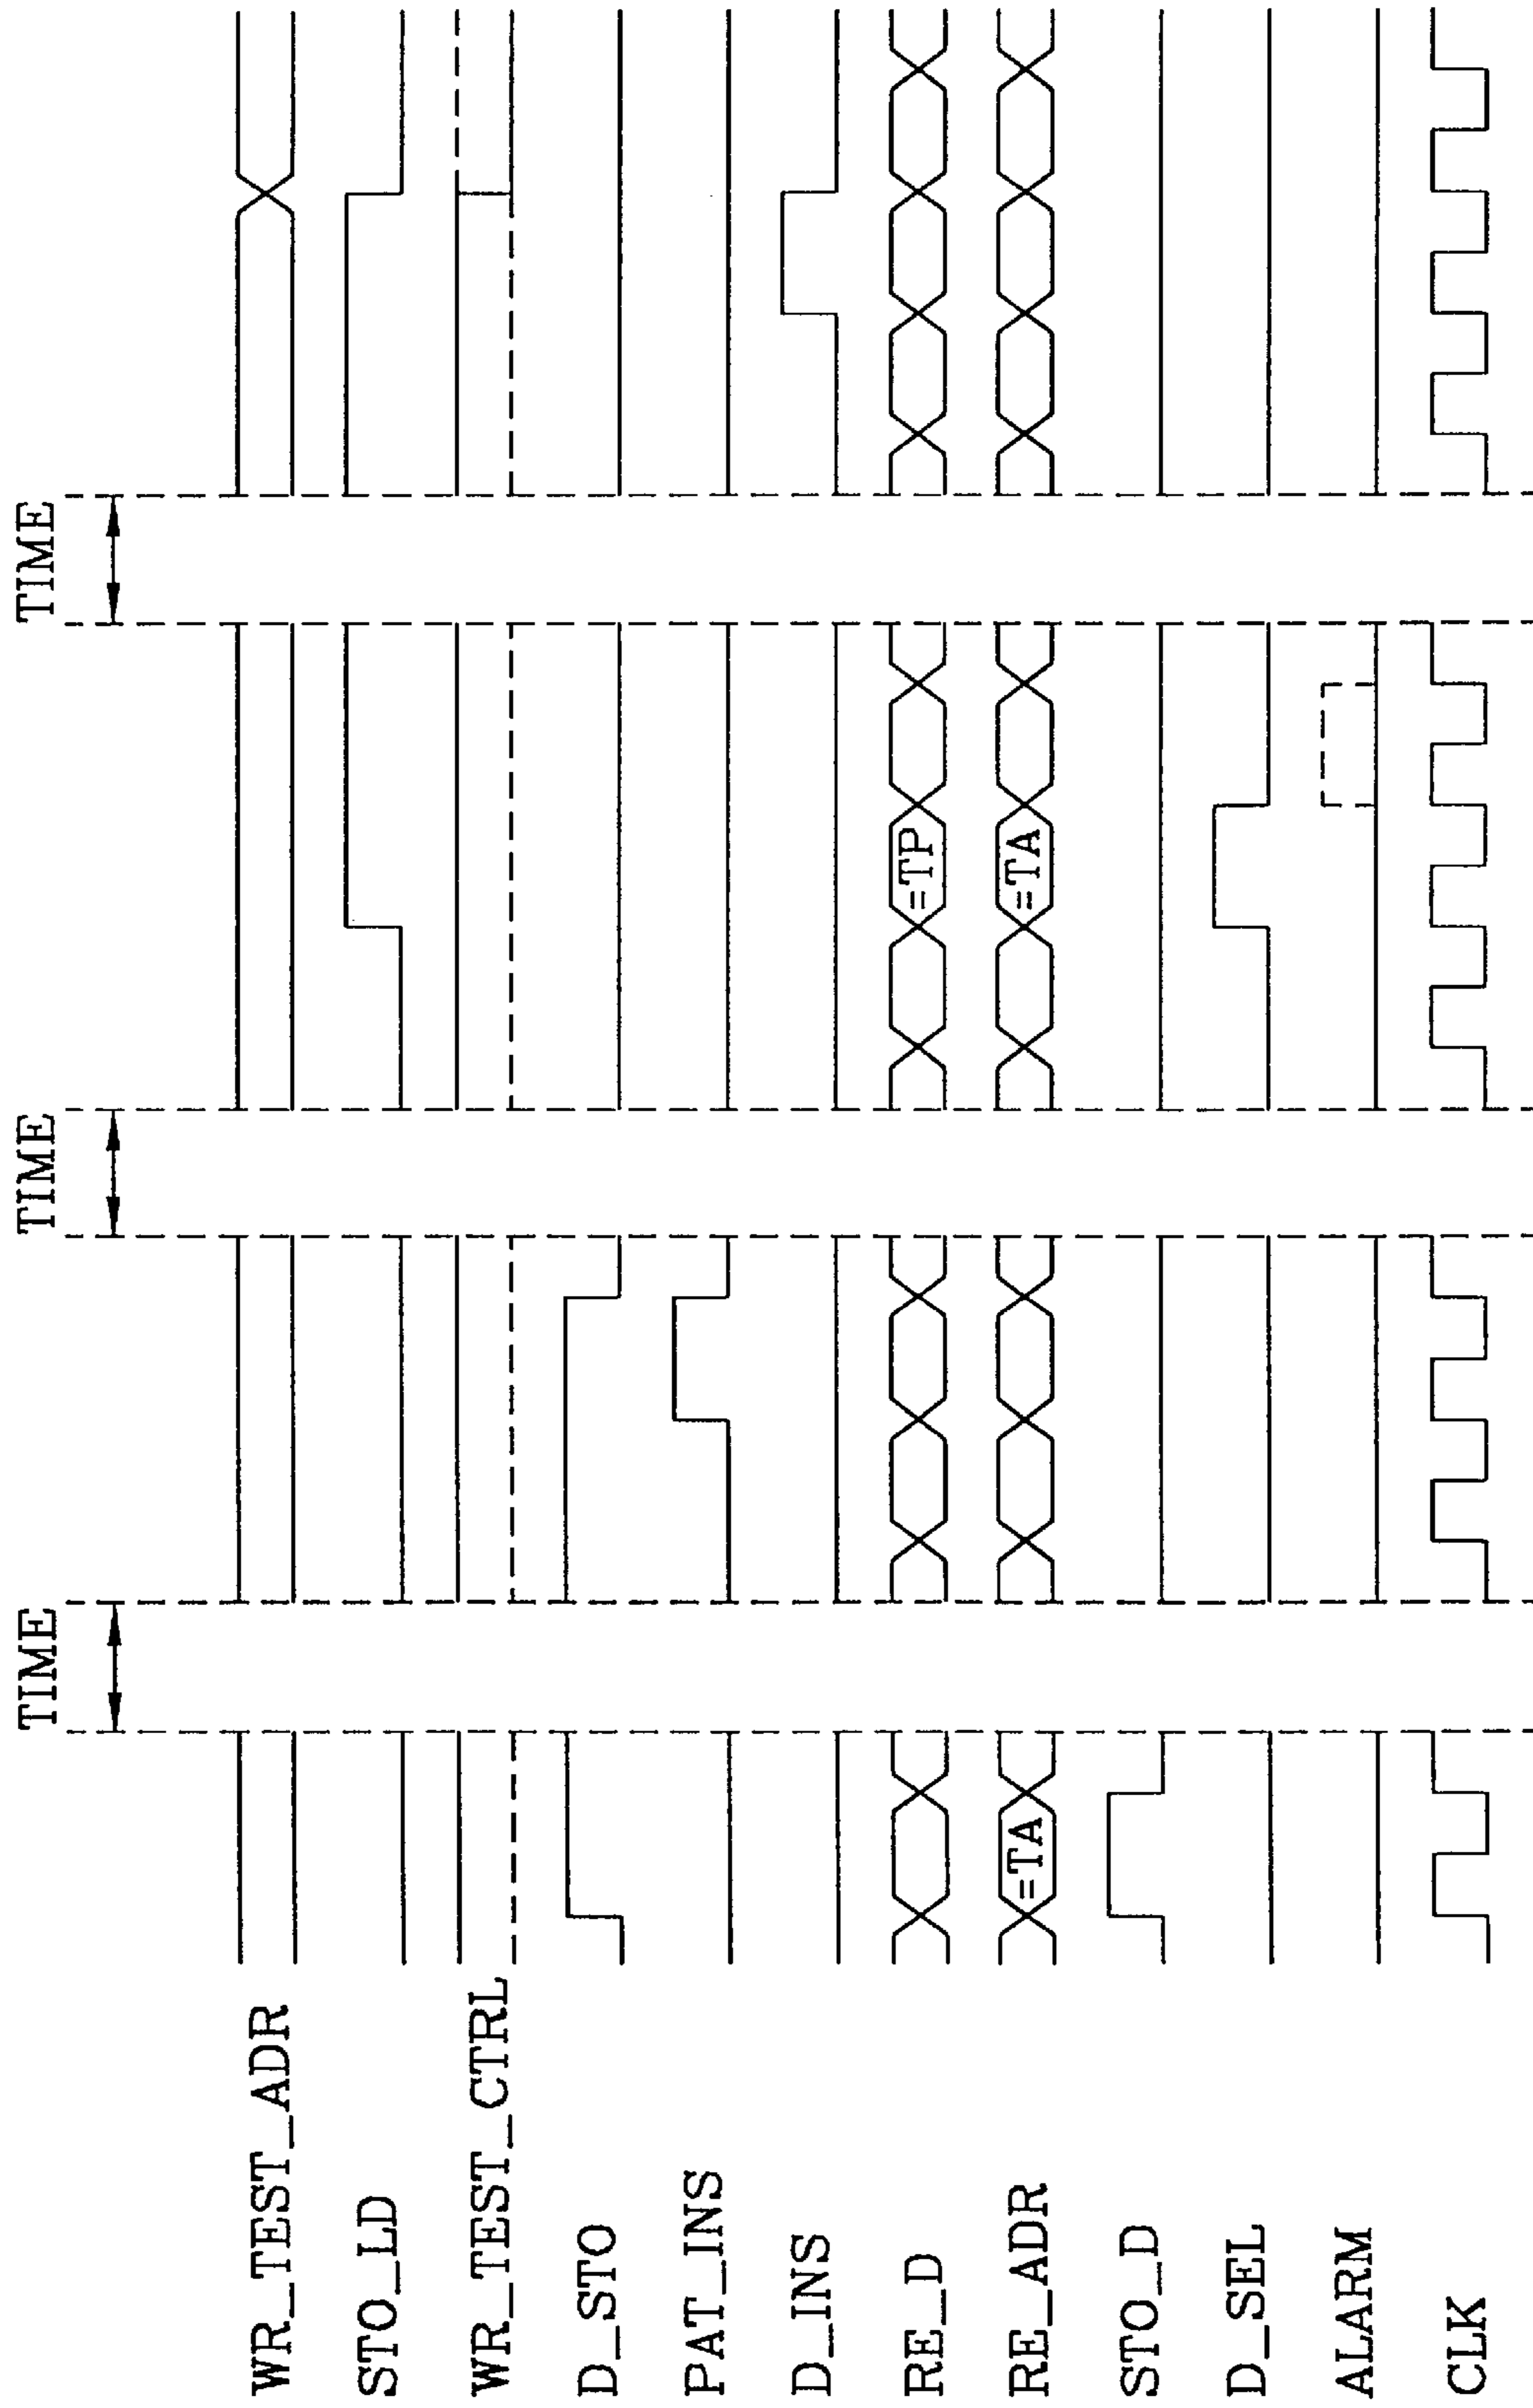 TIME
TIME
TIME
WR_TEST_ADR
STO_LD
WR_TEST_CTRL
D_STO
PAT_INS
D_INS
RE_D
=TP
RE_ADR
=TA
=TA
STO_D
D_SEL
ALARM
CLK